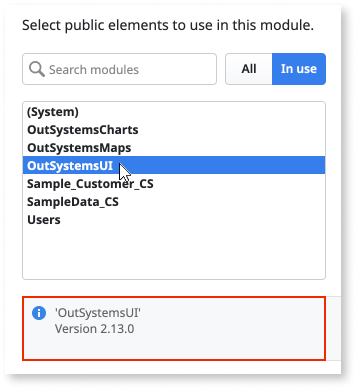 Select public elements to use in this module.
Search modules
All
In use
(System)
OutSystemsCharts
OutSystemsMaps
OutSystemsUI
Sample_Customer_CS
SampleData_CS
Users
'OutSystemsUI'
Version 2.13.0